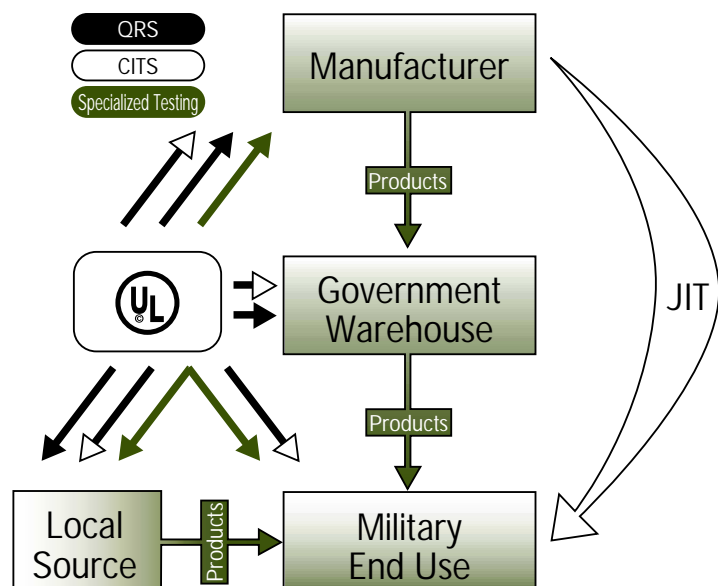 QRS
CITS
Specialized Testing
Manufacturer
Products
UL
©
Government
Warehouse
JIT
Products
Local
Source
Products
Military
End Use